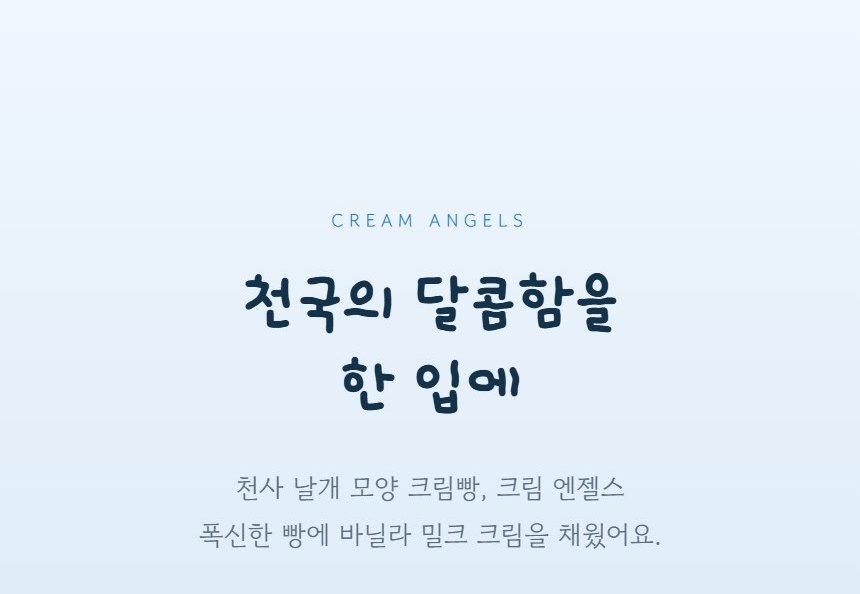 CREAM ANGELS
천국의 달콤함을
한 입에
천사 날개 모양 크림빵, 크림 엔젤스
폭신한 빵에 바닐라 밀크 크림을 채웠어요.